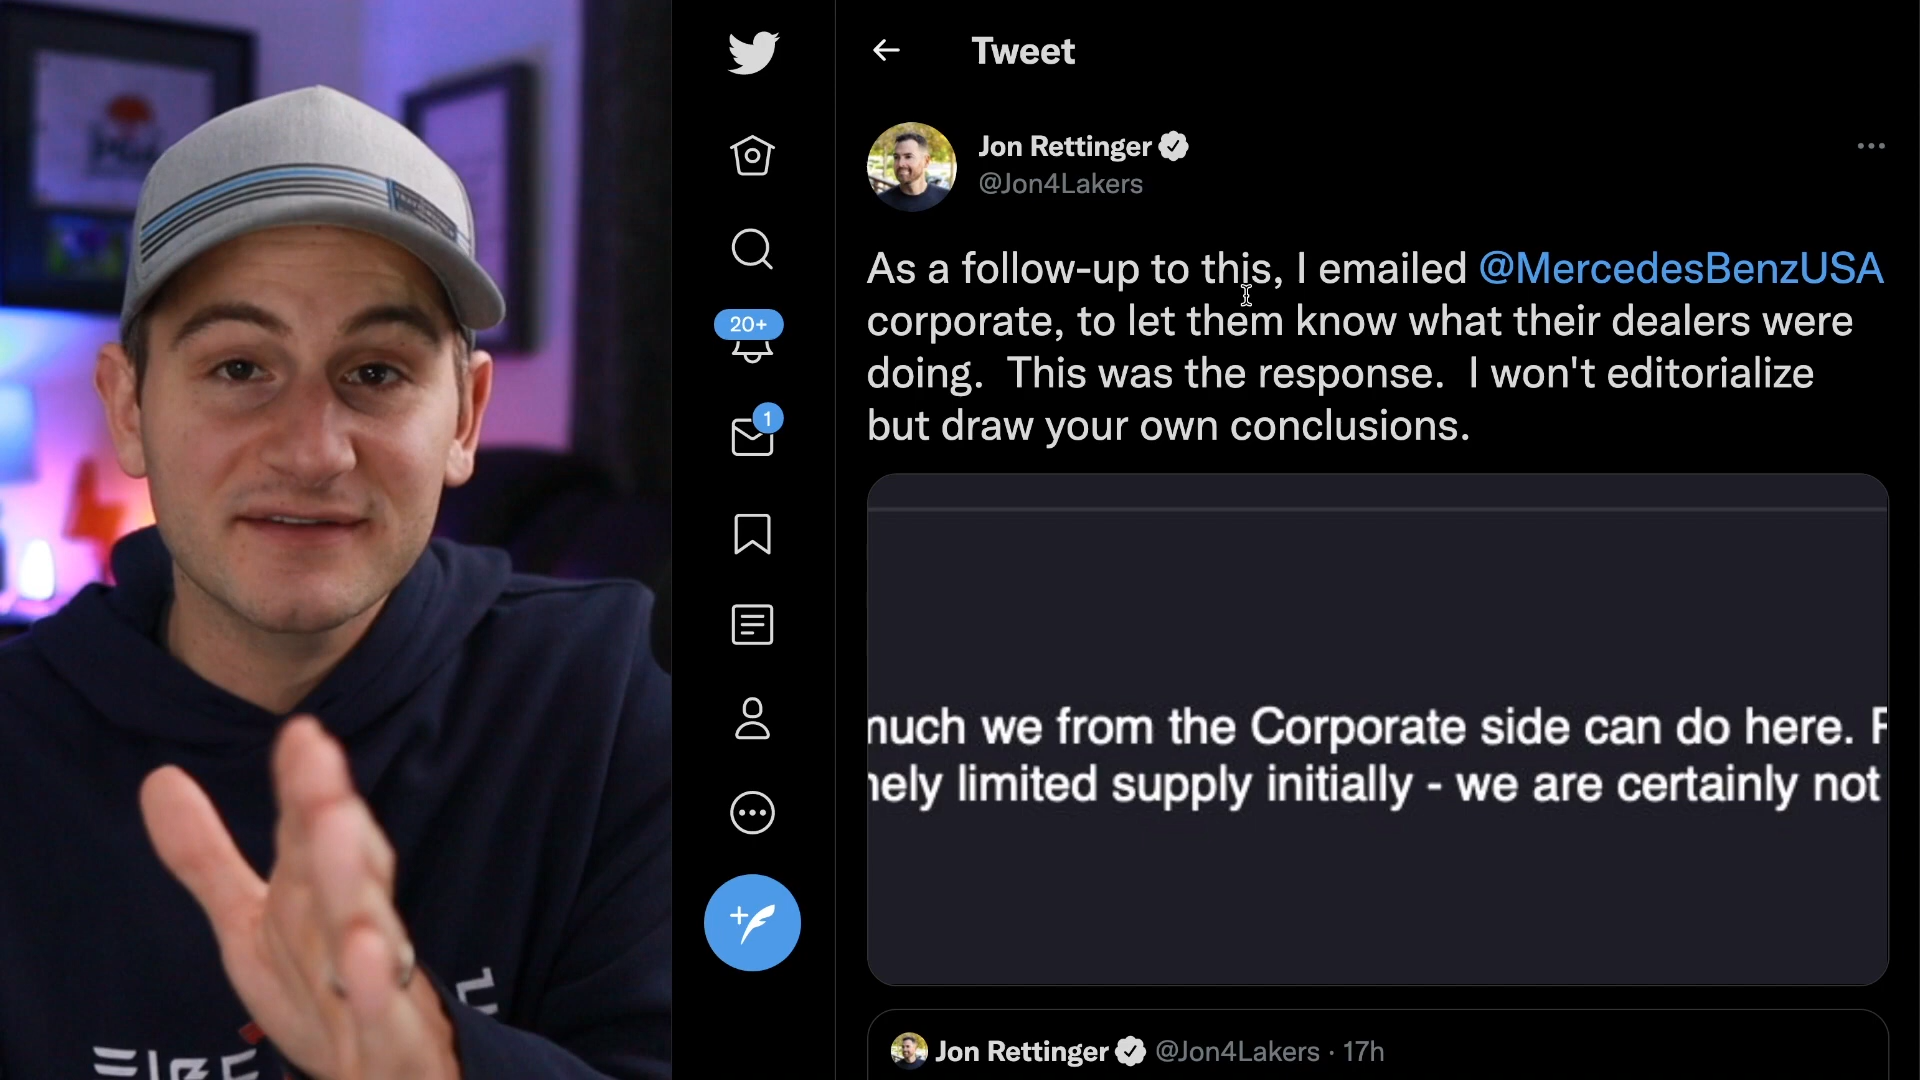 Tweet
Jon Rettinger
@Jon4Lakers
20+
1
As a follow-up to this, I emailed @MercedesBenzUSA
corporate, to let them know what their dealers were
doing.  This was the response.  I won't editorialize
but draw your own conclusions.
much we from the Corporate side can do here.
limited supply initially - we are certainly not
Jon Rettinger @Jon4Lakers · 17h